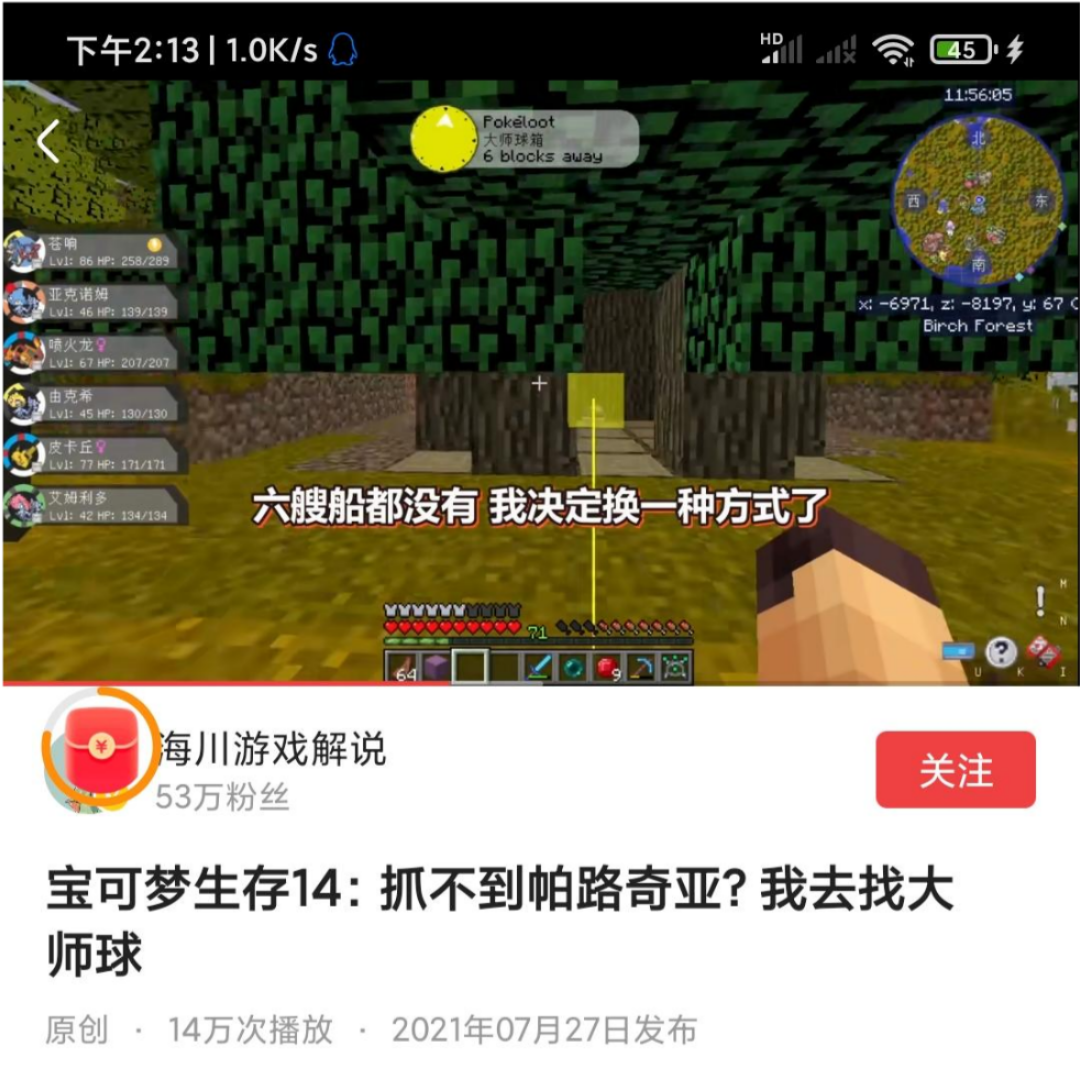 下午2:13 | 1.0K/s
HD
45
11:56:05
Pokéloot
大师球箱
6 blocks away
北
西
东
南
苍响
Lvl: 86 HP: 258/289
亚克诺姆
Lvl: 46 HP: 139/139
喷火龙♀
Lvl: 67 HP: 207/207
由克希
Lvl: 45 HP: 130/130
皮卡丘♀
Lvl: 77 HP: 171/171
艾姆利多
Lvl: 42 HP: 134/134
x: -6971, z: -8197, y: 67 C
Birch Forest
六艘船都没有 我决定换一种方式了
71
64
9
!
M
N
?
U
K
I
¥
海川游戏解说
53万粉丝
关注
宝可梦生存14：抓不到帕路奇亚？我去找大
师球
原创 · 14万次播放 · 2021年07月27日发布